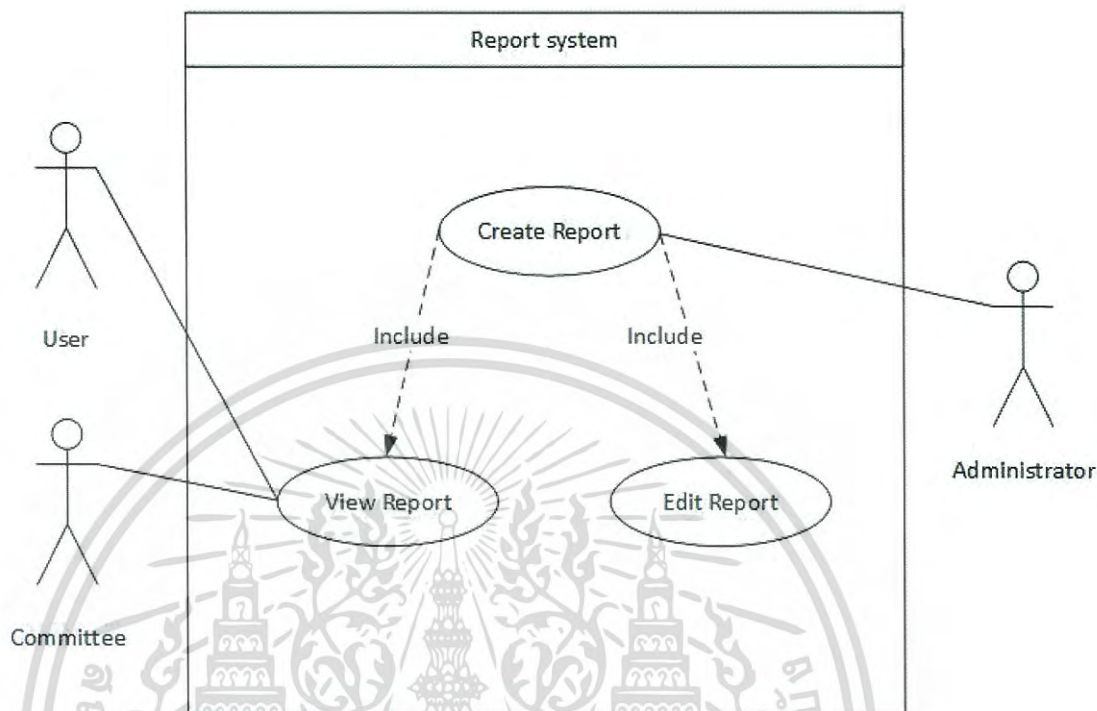 Report system
Create Report
User
Include
Include
Administrator
View Report
Edit Report
Committee